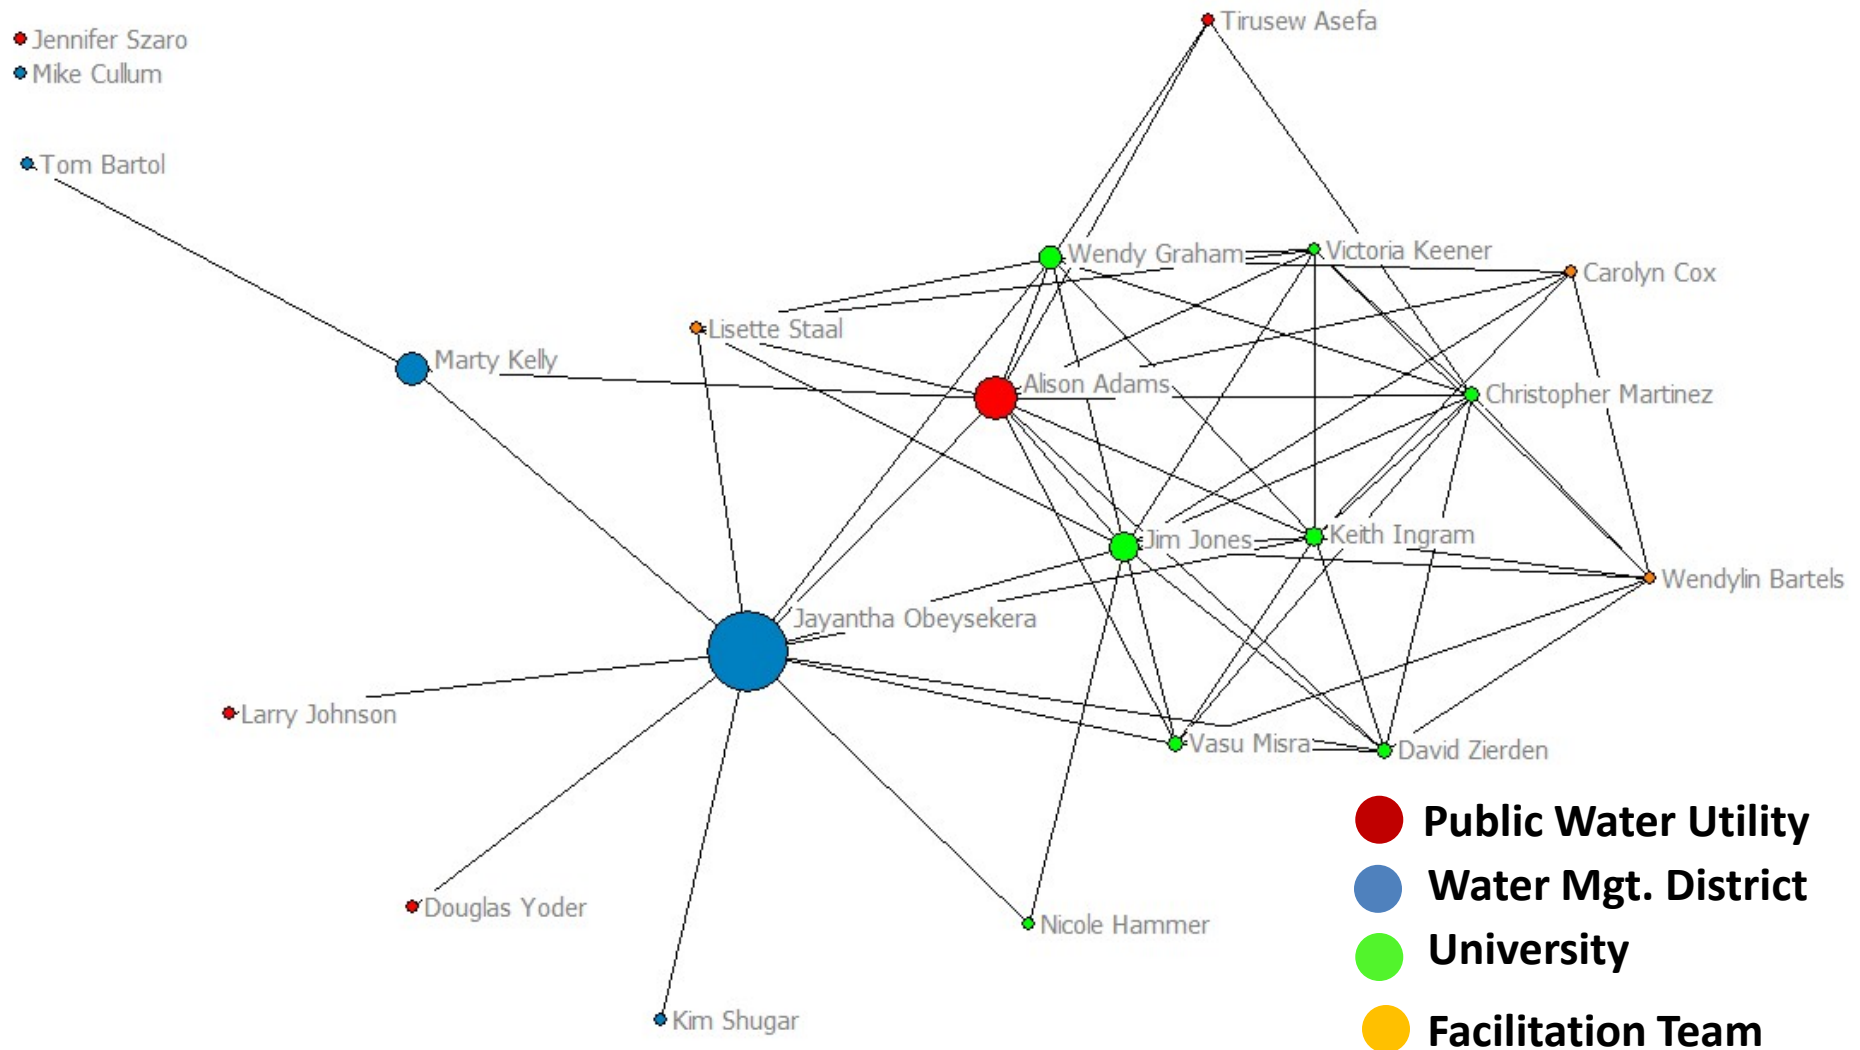 Tirusew Asefa
Jennifer Szaro
Mike Cullum
Tom Bartol
Wendy Graham
Victoria Keener
Carolyn Cox
Lisette Staal
Marty Kelly
Alison Adams
Christopher Martinez
Jim Jones
Keith Ingram
Wendylin Bartels
Jayantha Obeysekera
Larry Johnson
Vasu Misra
David Zierden
Public Water Utility
Water Mgt. District
Douglas Yoder
Nicole Hammer
University
Kim Shugar
Facilitation Team